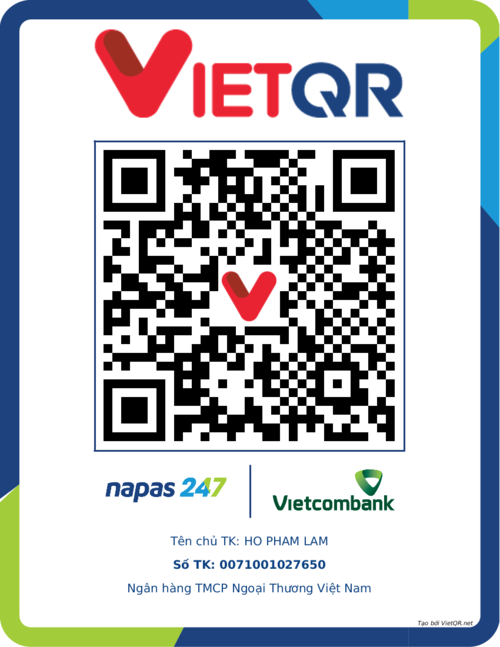 VIETQR
napas 247
Vietcombank
Tên chủ TK: HO PHAM LAM
Số TK: 0071001027650
Ngân hàng TMCP Ngoại Thương Việt Nam
Tạo bởi VietQR.net